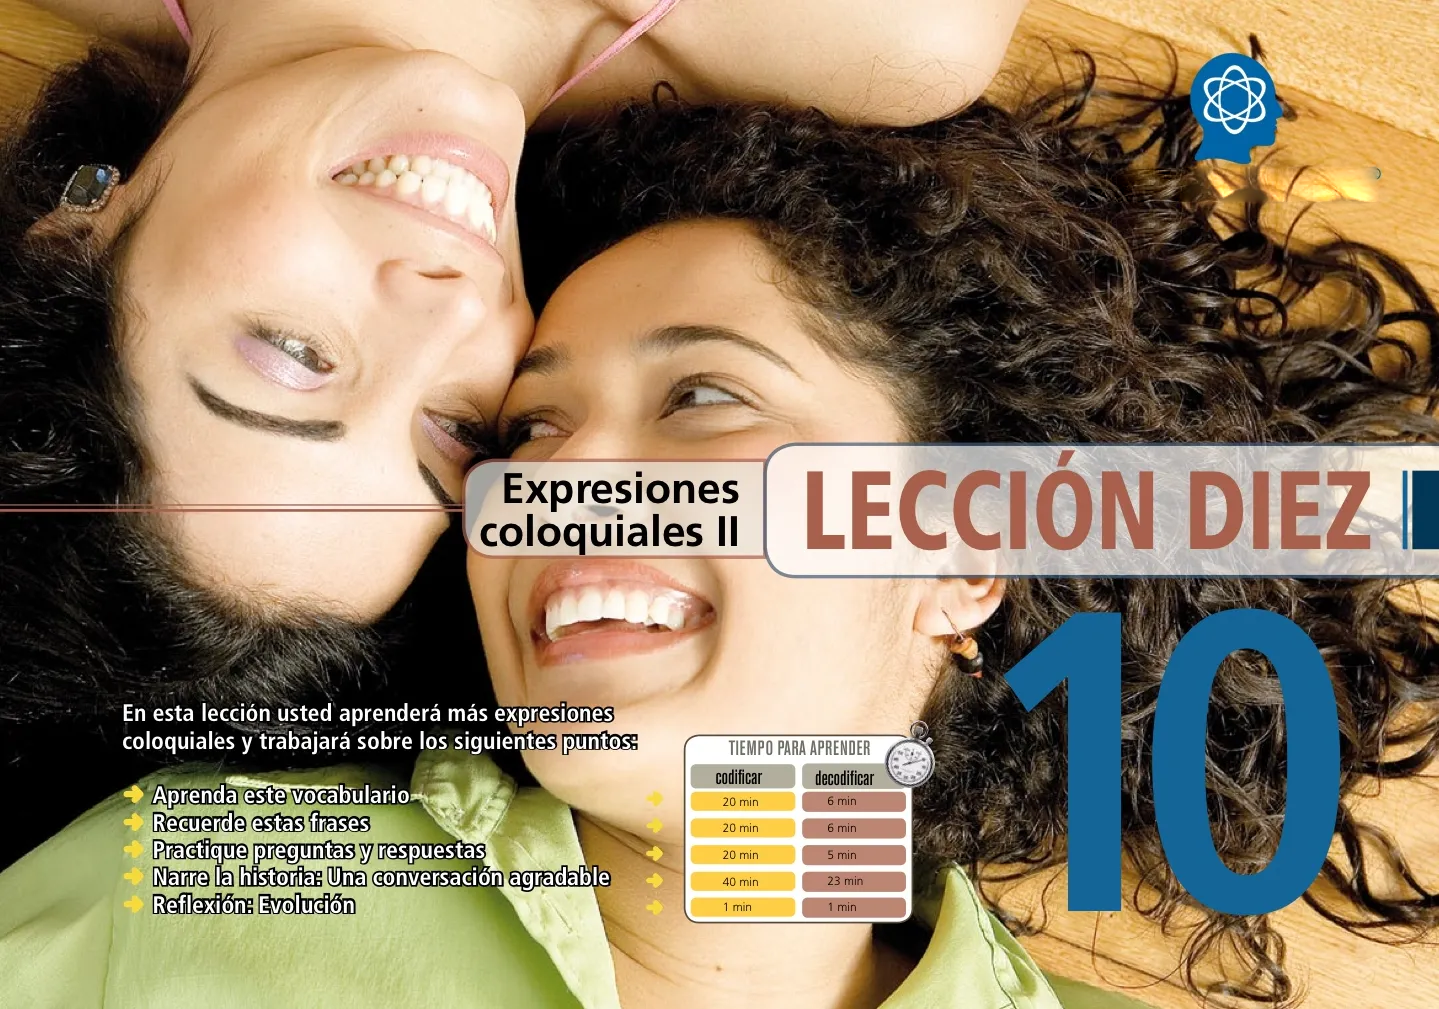 Expresiones
coloquiales II
LECCIÓN DIEZ
10
En esta lección usted aprenderá más expresiones
coloquiales y trabajará sobre los siguientes puntos:
Aprenda este vocabulario
Recuerde estas frases
Practique preguntas y respuestas
Narre la historia: Una conversación agradable
Reflexión: Evolución
TIEMPO PARA APRENDER
codificar decodificar
20 min 6 min
20 min 6 min
20 min 5 min
40 min 23 min
1 min 1 min